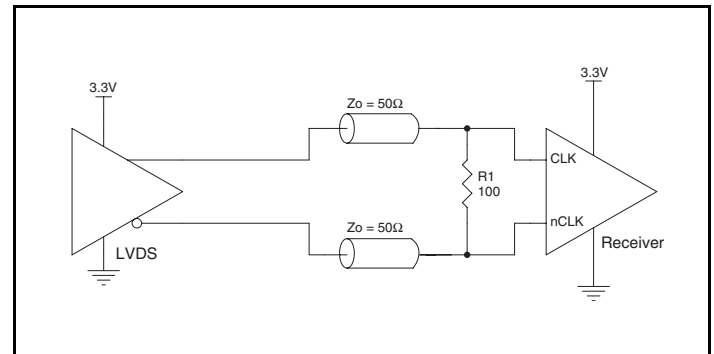 3.3V
3.3V
Zo = 50Ω
CLK
R1
100
nCLK
Zo = 50Ω
Receiver
LVDS